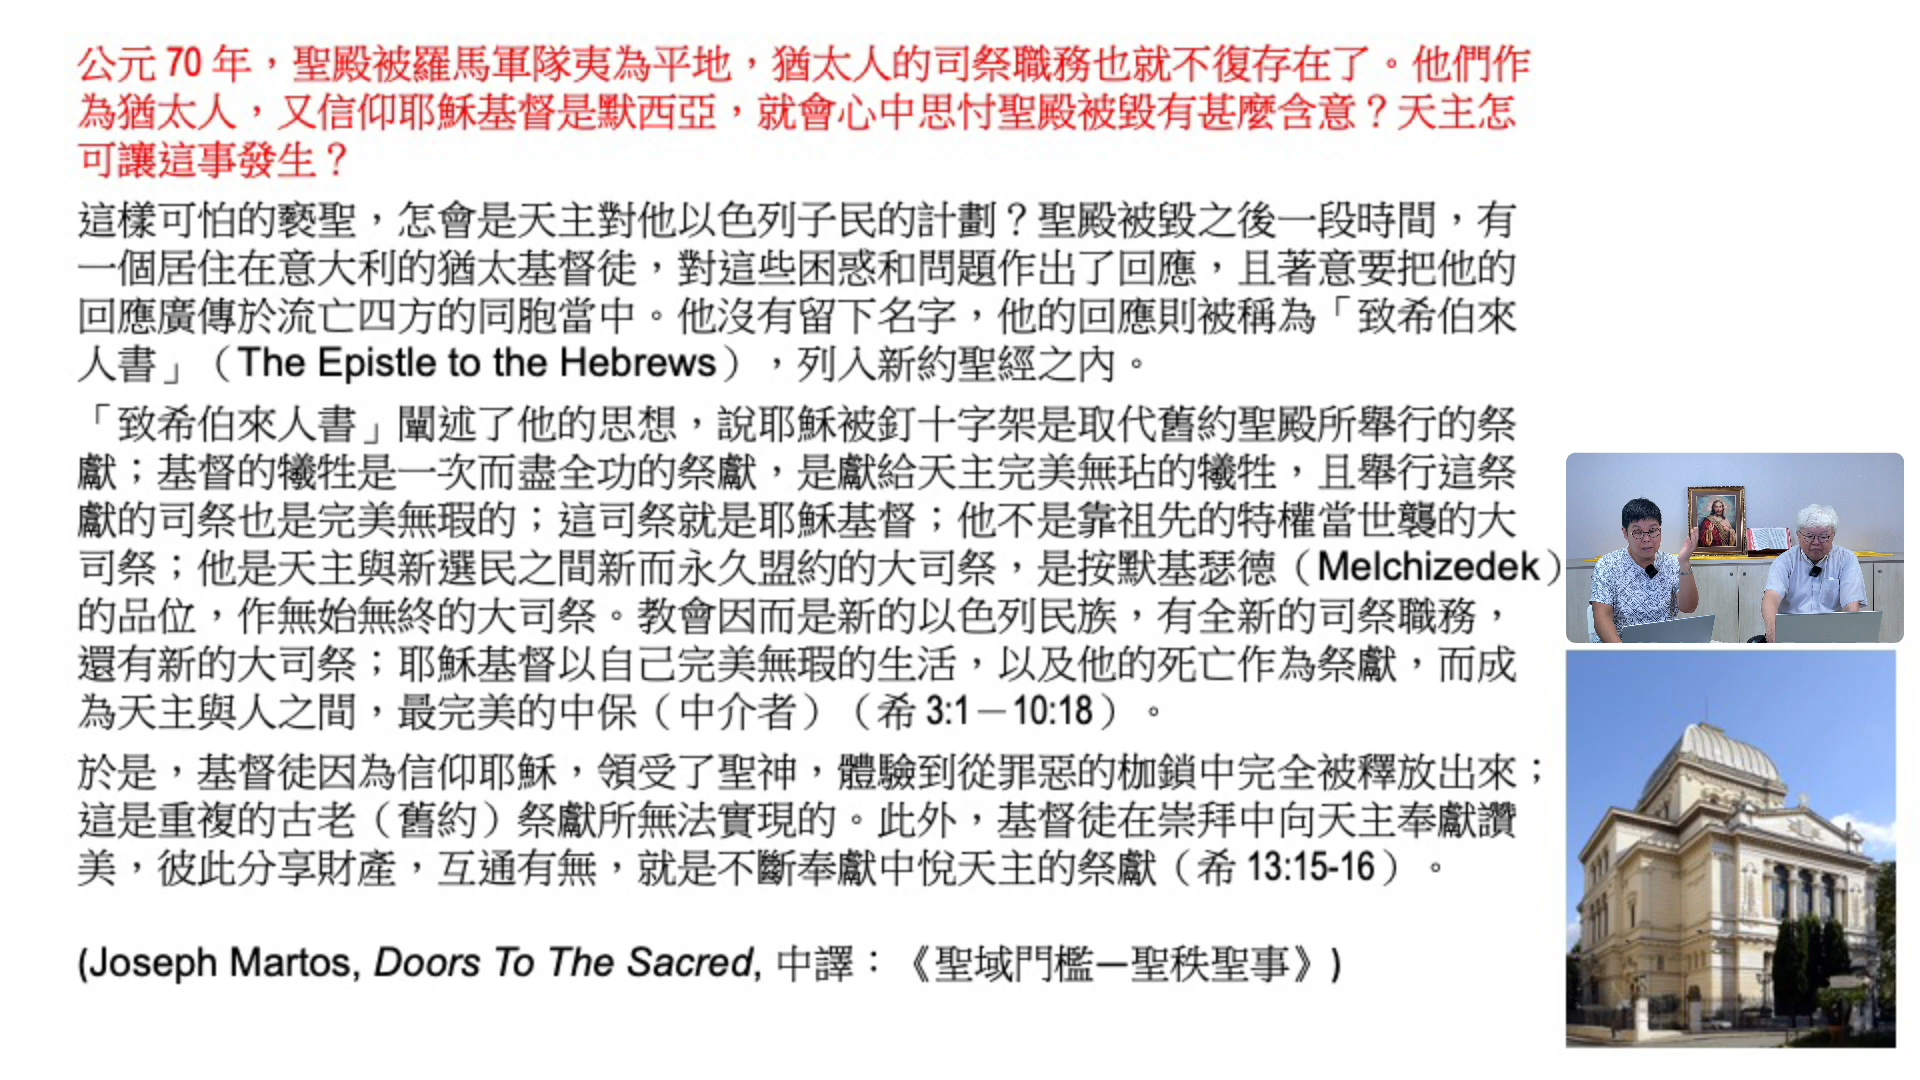 公元 70 年，聖殿被羅馬軍隊夷為平地，猶太人的司祭職務也就不復存在了。他們作
為猶太人，又信仰耶穌基督是默西亞，就會心中思忖聖殿被毀有甚麼含意？天主怎
可讓這事發生？
這樣可怕的褻聖，怎會是天主對他以色列子民的計劃？聖殿被毀之後一段時間，有
一個居住在意大利的猶太基督徒，對這些困惑和問題作出了回應，且著意要把他的
回應廣傳於流亡四方的同胞當中。他沒有留下名字，他的回應則被稱為「致希伯來
人書」（The Epistle to the Hebrews），列入新約聖經之內。
「致希伯來人書」闡述了他的思想，說耶穌被釘十字架是取代舊約聖殿所舉行的祭
獻；基督的犧牲是一次而盡全功的祭獻，是獻給天主完美無玷的犧牲，且舉行這祭
獻的司祭也是完美無瑕的；這司祭就是耶穌基督；他不是靠祖先的特權當世襲的大
司祭；他是天主與新選民之間新而永久盟約的大司祭，是按默基瑟德（Melchizedek）
的品位，作無始無終的大司祭。教會因而是新的以色列民族，有全新的司祭職務，
還有新的大司祭；耶穌基督以自己完美無瑕的生活，以及他的死亡作為祭獻，而成
為天主與人之間，最完美的中保（中介者）（希 3:1－10:18）。
於是，基督徒因為信仰耶穌，領受了聖神，體驗到從罪惡的枷鎖中完全被釋放出來；
這是重複的古老（舊約）祭獻所無法實現的。此外，基督徒在崇拜中向天主奉獻讚
美，彼此分享財產，互通有無，就是不斷奉獻中悅天主的祭獻（希 13:15-16）。
(Joseph Martos, Doors To The Sacred, 中譯：《聖域門檻—聖秩聖事》)